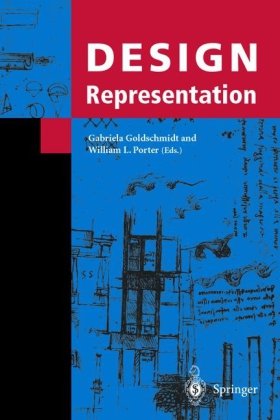 DESIGN
Representation
Gabriela Goldschmidt and
William L. Porter (Eds.)
Springer